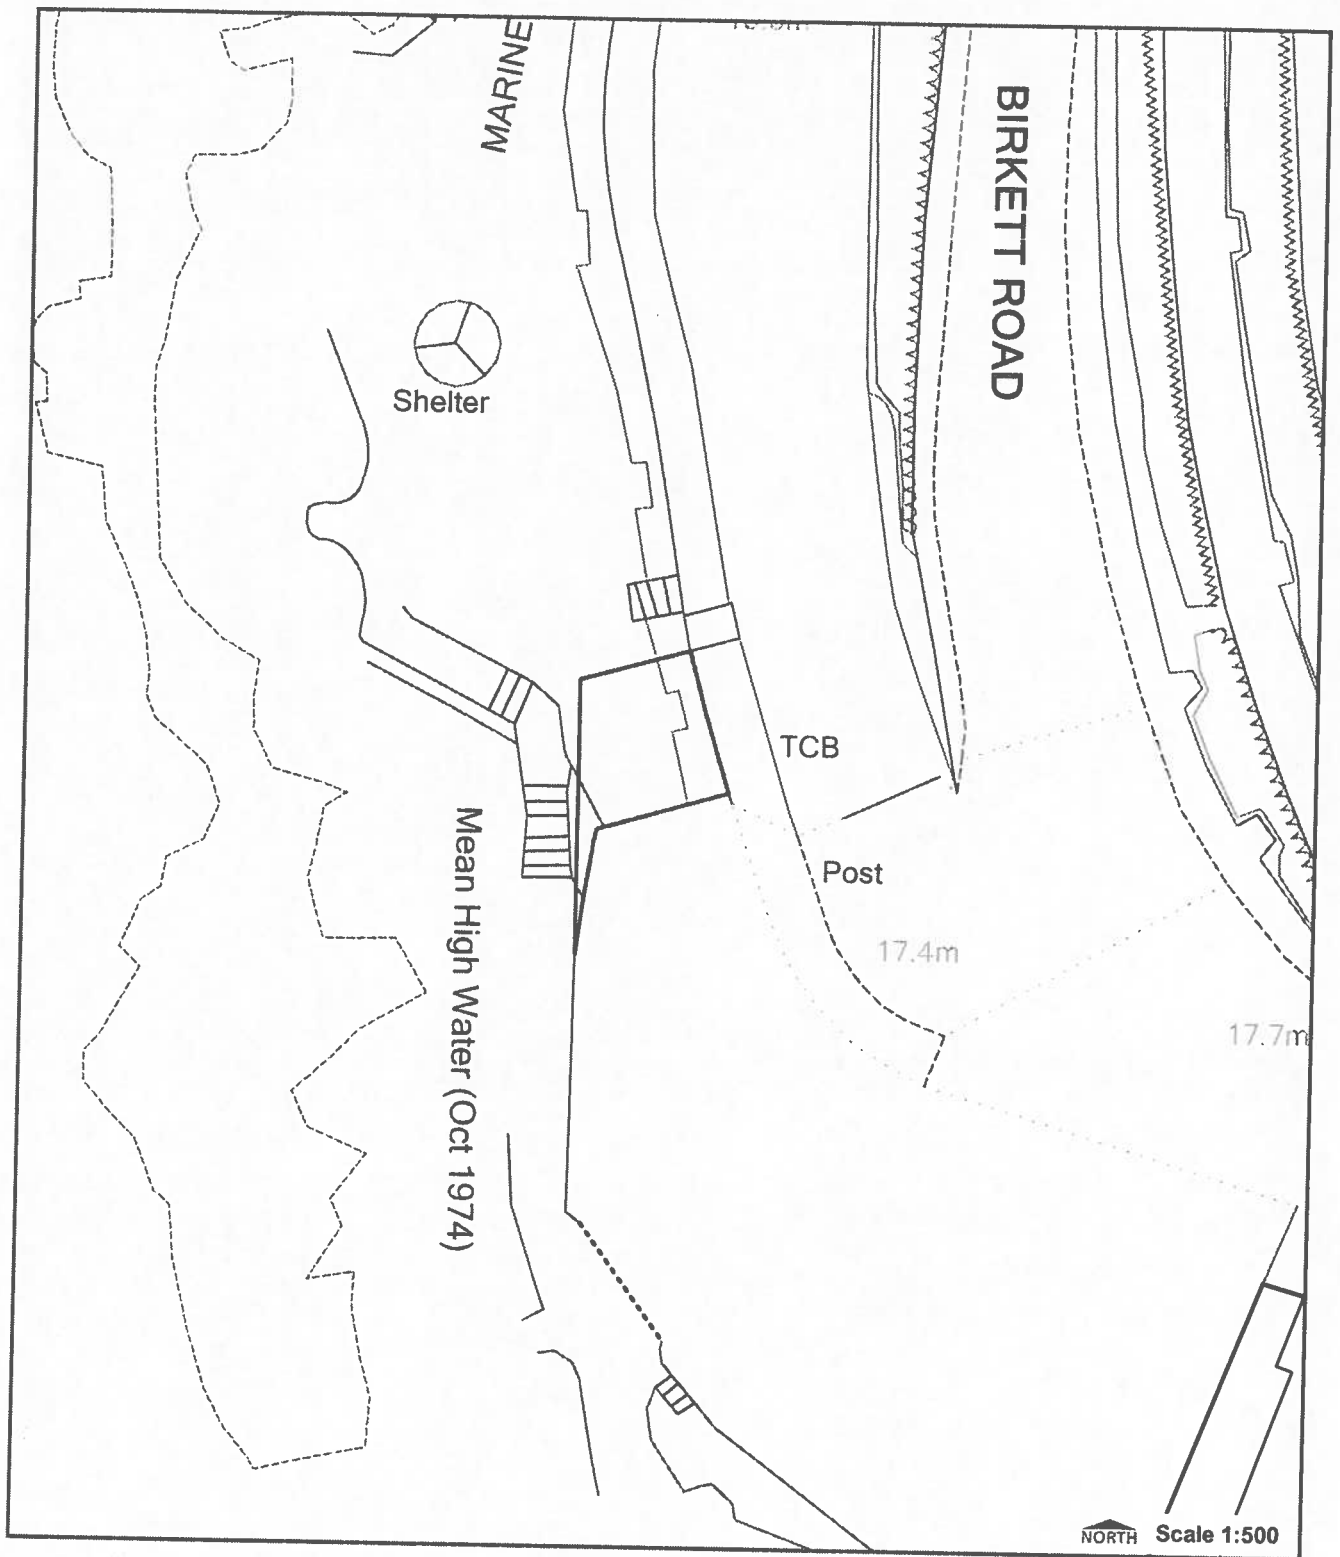 MARINE
BIRKETT ROAD
Shelter
TCB
Post
Mean High Water (Oct 1974)
17.4m
17.7m
NORTH Scale 1:500